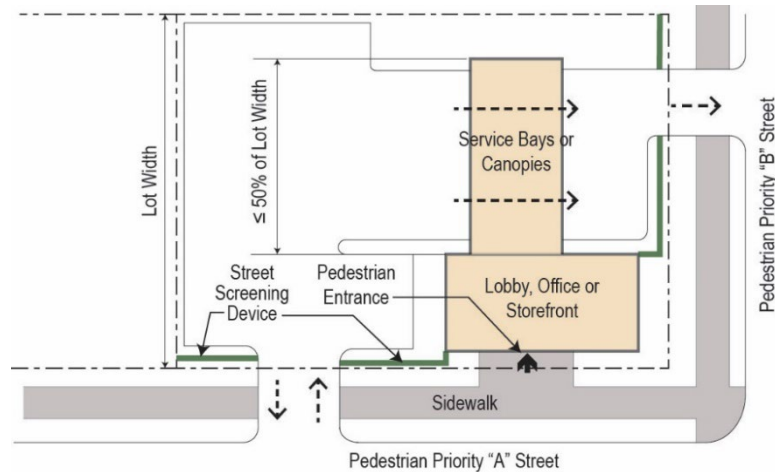 Lot Width
≤ 50% of Lot Width
Service Bays or
Canopies
Street
Screening
Device
Pedestrian
Entrance
Lobby, Office or
Storefront
Sidewalk
Pedestrian Priority "A" Street
Pedestrian Priority "B" Street